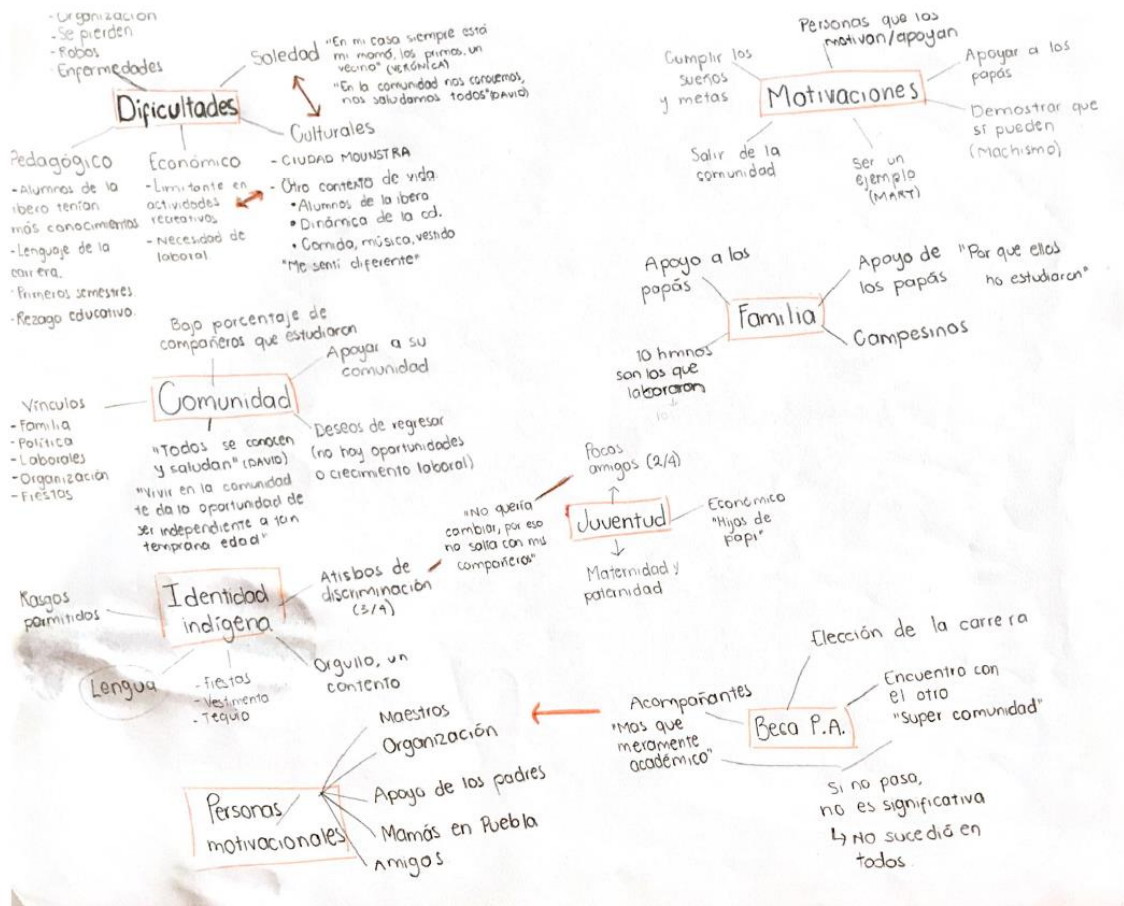 - Organización
- Se pierden
- Robos
- Enfermedades
Dificultades
Soledad
"En mi casa siempre está
mi mamá, los primos, un
vecino" (VERÓNICA)
"En la comunidad nos conocemos,
nos saludamos todos" (DAVID)
Culturales
- CIUDAD MOUNSTRA
- Otro contexto de vida.
• Alumnos de la ibero
• Dinámica de la cd.
• Comida, música, vestido
"Me sentí diferente"
Pedagógico
- Alumnos de la
ibero tenían
más conocimientos
- Lenguaje de la
carrera.
- Primeros semestres.
- Rezago educativo.
Económico
- Limitante en
actividades
recreativos
- Necesidad de
laboral
Personas que los
motivan/apoyan
Cumplir los
sueños
y metas
Motivaciones
Apoyar a los
papás
Demostrar que
sí pueden
(Machismo)
Salir de la
comunidad
Ser un
ejemplo
(MART)
Apoyo a los
papás
Familia
Apoyo de
los papás
"Por que ellos
no estudiaron"
Campesinos
10 hmnos
son los que
laboraron
Bajo porcentaje de
compañeros que estudiaron
Apoyar a su
comunidad
Comunidad
Vínculos
- Familia
- Política
- Laborales
- Organización
- Fiestas
"Todos se conocen
y saludan" (DAVID)
"Vivir en la comunidad
te da la oportunidad de
ser independiente a tan
temprana edad"
Deseos de regresar
(no hay oportunidades
o crecimiento laboral)
Pocos
amigos (2/4)
Juventud
Económico
"Hijos de
papi"
Maternidad y
paternidad
"No quería
cambiar, por eso
no salía con mis
compañeros"
Identidad
indígena
Atisbos de
discriminación
(3/4)
Rasgos
permitidos
Lengua
- Fiestas
- Vestimento
- Tequio
Orgullo, un
contento
Elección de la carrera
Acompañantes
"Mas que
meramente
académico"
Beca P.A.
Encuentro con
el otro
"Super comunidad"
Si no paso,
no es significativa
↳ No sucedió en
todos
Personas
motivacionales
Maestros
Organización
Apoyo de los padres
Mamás en Puebla
Amigos